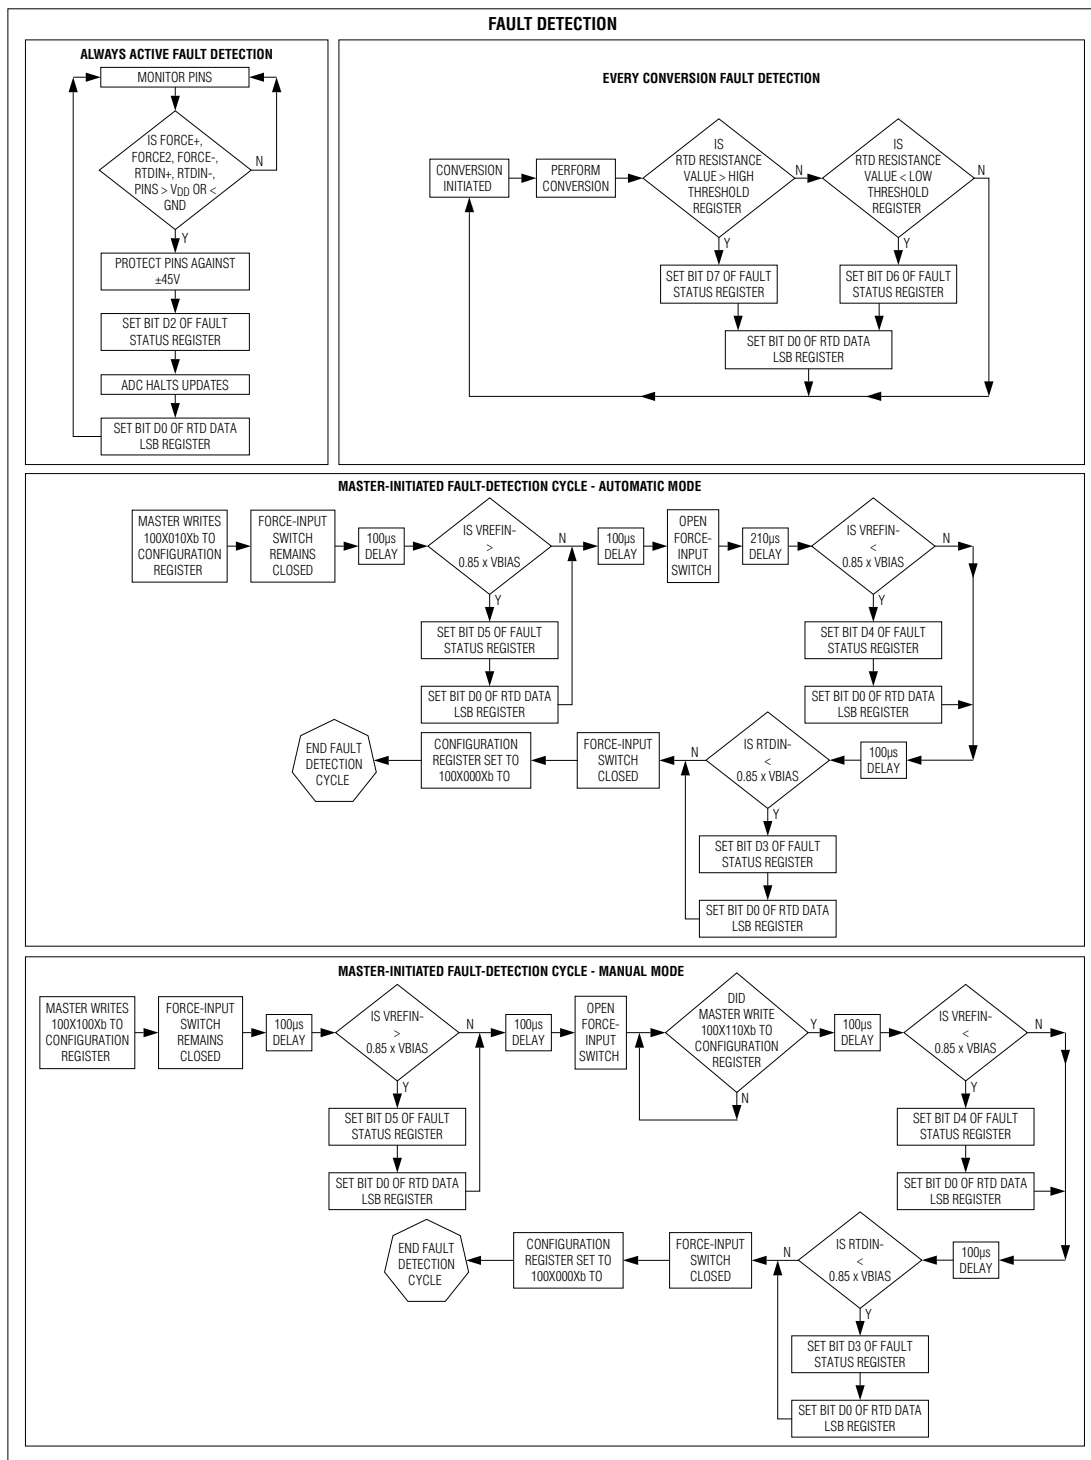 FAULT DETECTION
ALWAYS ACTIVE FAULT DETECTION
MONITOR PINS
IS FORCE+,
FORCE2, FORCE-,
RTDIN+, RTDIN-,
PINS > VDD OR <
GND
N
Y
PROTECT PINS AGAINST
±45V
SET BIT D2 OF FAULT
STATUS REGISTER
ADC HALTS UPDATES
SET BIT D0 OF RTD DATA
LSB REGISTER
EVERY CONVERSION FAULT DETECTION
CONVERSION
INITIATED
PERFORM
CONVERSION
IS
RTD RESISTANCE
VALUE > HIGH
THRESHOLD
REGISTER
N
Y
IS
RTD RESISTANCE
VALUE < LOW
THRESHOLD
REGISTER
N
Y
SET BIT D7 OF FAULT
STATUS REGISTER
SET BIT D6 OF FAULT
STATUS REGISTER
SET BIT D0 OF RTD DATA
LSB REGISTER
MASTER-INITIATED FAULT-DETECTION CYCLE - AUTOMATIC MODE
MASTER WRITES
100X010Xb TO
CONFIGURATION
REGISTER
FORCE-INPUT
SWITCH
REMAINS
CLOSED
100µs
DELAY
IS VREFIN-
>
0.85 x VBIAS
N
Y
SET BIT D5 OF FAULT
STATUS REGISTER
SET BIT D0 OF RTD DATA
LSB REGISTER
100µs
DELAY
OPEN
FORCE-
INPUT
SWITCH
210µs
DELAY
IS VREFIN-
<
0.85 x VBIAS
N
Y
SET BIT D4 OF FAULT
STATUS REGISTER
SET BIT D0 OF RTD DATA
LSB REGISTER
100µs
DELAY
IS RTDIN-
<
0.85 x VBIAS
N
Y
SET BIT D3 OF FAULT
STATUS REGISTER
SET BIT D0 OF RTD DATA
LSB REGISTER
FORCE-INPUT
SWITCH
CLOSED
CONFIGURATION
REGISTER SET TO
100X000Xb TO
END FAULT
DETECTION
CYCLE
MASTER-INITIATED FAULT-DETECTION CYCLE - MANUAL MODE
MASTER WRITES
100X100Xb TO
CONFIGURATION
REGISTER
FORCE-INPUT
SWITCH
REMAINS
CLOSED
100µs
DELAY
IS VREFIN-
>
0.85 x VBIAS
N
Y
SET BIT D5 OF FAULT
STATUS REGISTER
SET BIT D0 OF RTD DATA
LSB REGISTER
100µs
DELAY
OPEN
FORCE-
INPUT
SWITCH
DID
MASTER WRITE
100X110Xb TO
CONFIGURATION
REGISTER
Y
N
100µs
DELAY
IS VREFIN-
<
0.85 x VBIAS
N
Y
SET BIT D4 OF FAULT
STATUS REGISTER
SET BIT D0 OF RTD DATA
LSB REGISTER
100µs
DELAY
IS RTDIN-
<
0.85 x VBIAS
N
Y
SET BIT D3 OF FAULT
STATUS REGISTER
SET BIT D0 OF RTD DATA
LSB REGISTER
FORCE-INPUT
SWITCH
CLOSED
CONFIGURATION
REGISTER SET TO
100X000Xb TO
END FAULT
DETECTION
CYCLE